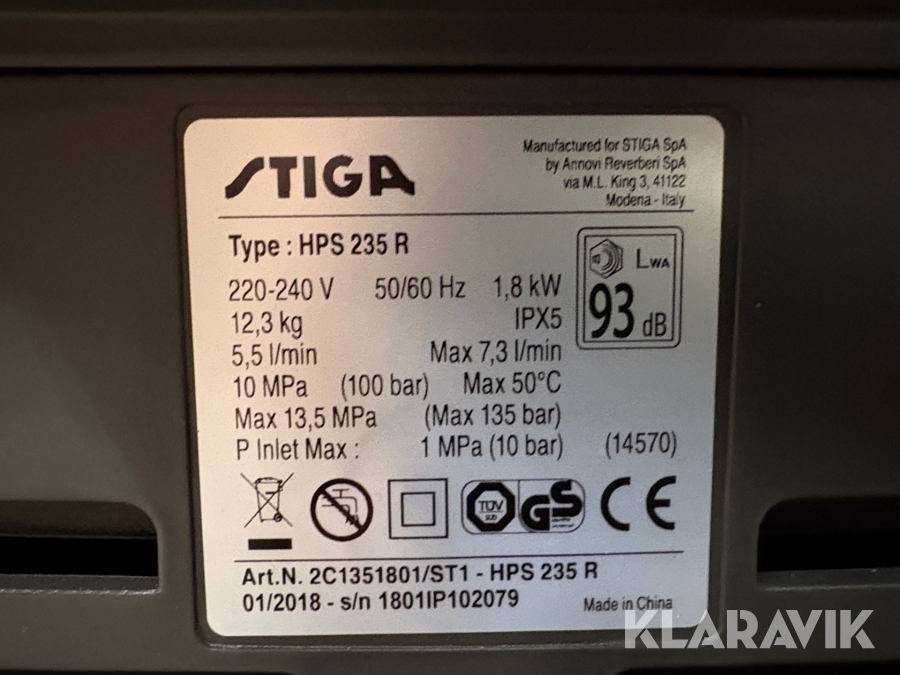 STIGA
Manufactured for STIGA SpA
by Annovi Reverberi SpA
via M.L. King 3, 41122
Modena - Italy
Type : HPS 235 R
220-240 V 50/60 Hz 1,8 kW
12,3 kg IPX5
5,5 l/min Max 7,3 l/min
10 MPa (100 bar) Max 50°C
Max 13,5 MPa (Max 135 bar)
P Inlet Max : 1 MPa (10 bar) (14570)
LWA
93 dB
TÜV
SÜD
GS
CE
Art.N. 2C1351801/ST1 - HPS 235 R
01/2018 - s/n 1801IP102079
Made in China
KLARAVIK